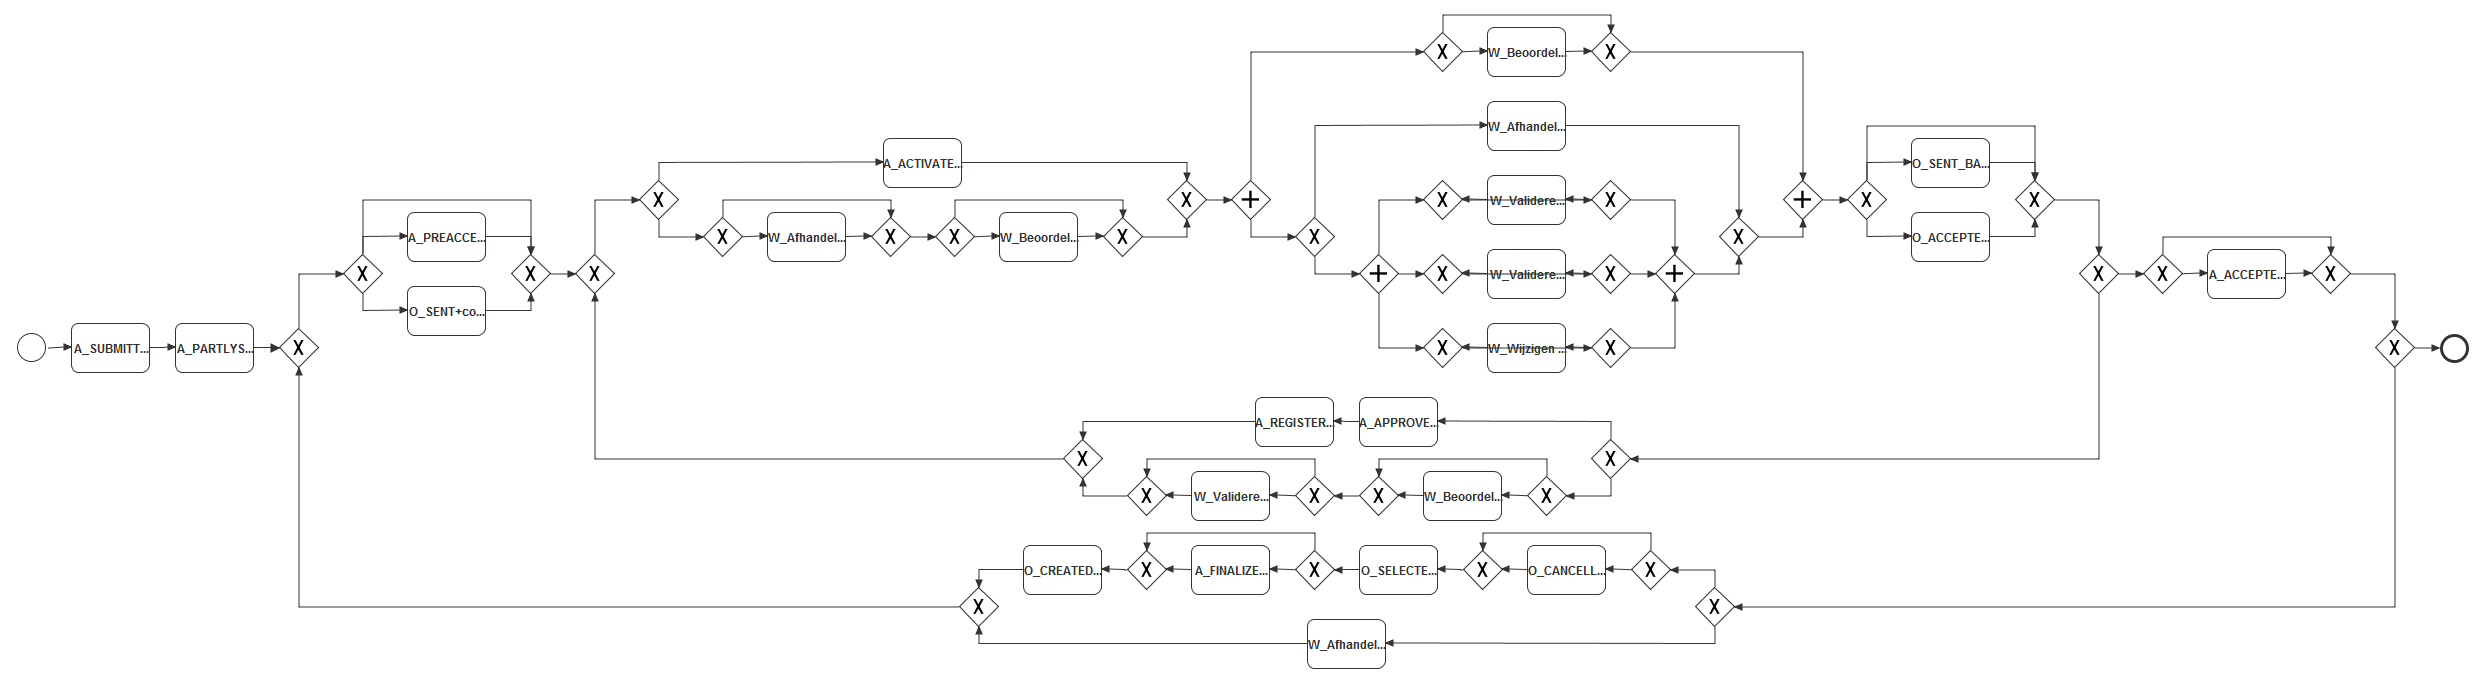 A_SUBMITT...
A_PARTLYS...
X
X
A_PREACCE...
O_SENT+co...
X
X
X
A_ACTIVATE...
X
W_Afhandel...
X
X
W_Beoordel...
X
X
+
X
W_Beoordel...
X
X
W_Afhandel...
+
X
W_Validere...
X
X
W_Validere...
X
X
W_Wijzigen ...
X
+
X
+
X
O_SENT_BA...
O_ACCEPTE...
X
X
X
A_ACCEPTE...
X
X
X
A_REGISTER...
A_APPROVE...
X
X
W_Validere...
X
X
W_Beoordel...
X
X
O_CREATED...
X
A_FINALIZE...
X
O_SELECTE...
X
O_CANCELL...
X
X
W_Afhandel...